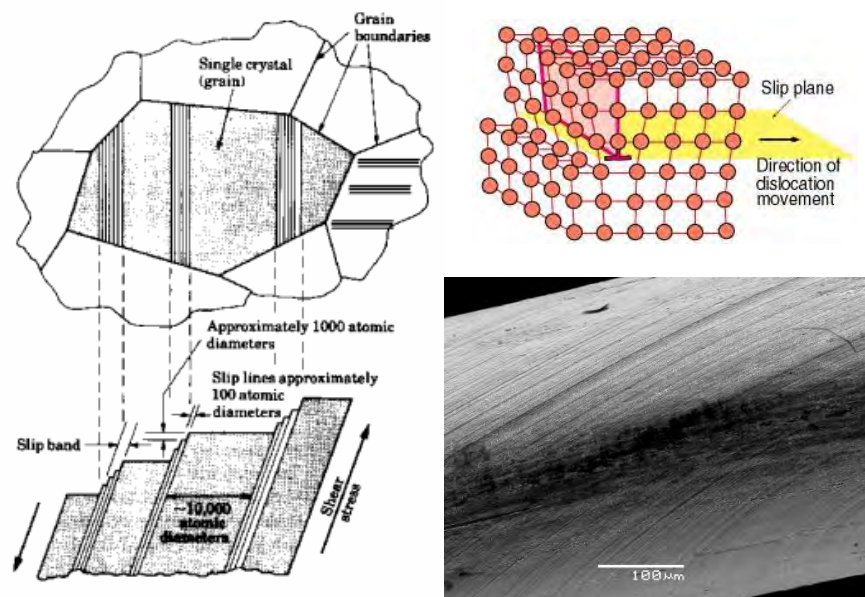 Grain
boundaries
Single crystal
(grain)
Approximately 1000 atomic
diameters
Slip lines approximately
100 atomic
diameters
Slip band
~10,000
atomic
diameters
Shear
stress
Slip plane
Direction of
dislocation
movement
100µm